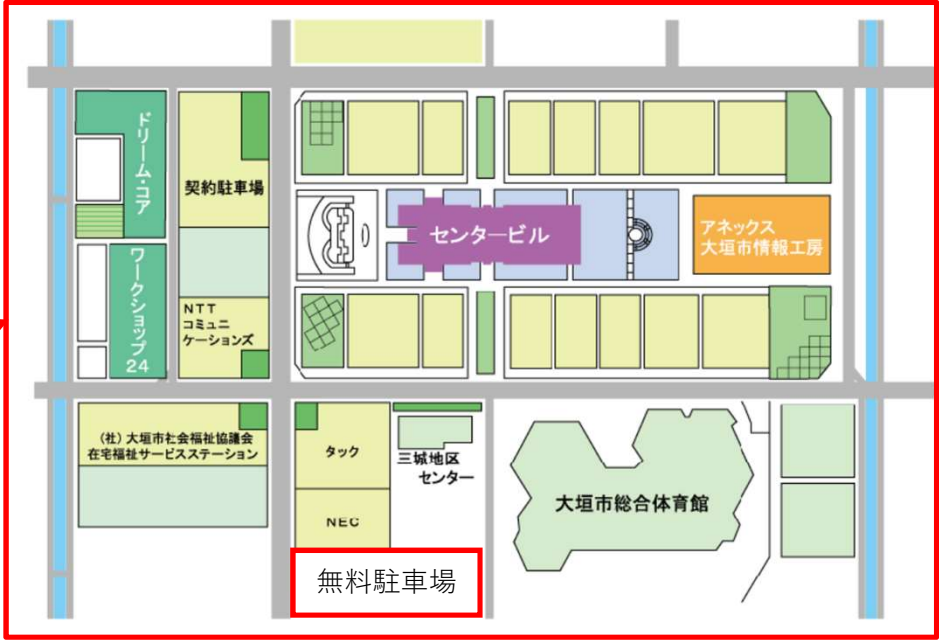 ドリーム・コア
契約駐車場
センタービル
アネックス
大垣市情報工房
ワークショップ24
NTT
コミュニ
ケーションズ
(社)大垣市社会福祉協議会
在宅福祉サービスステーション
タック
三城地区
センター
NEC
大垣市総合体育館
無料駐車場